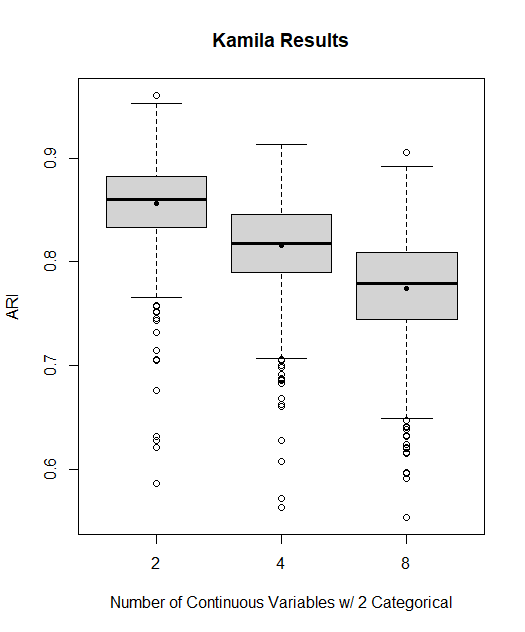 Kamila Results
ARI
0.9
0.8
0.7
0.6
2 4 8
Number of Continuous Variables w/ 2 Categorical